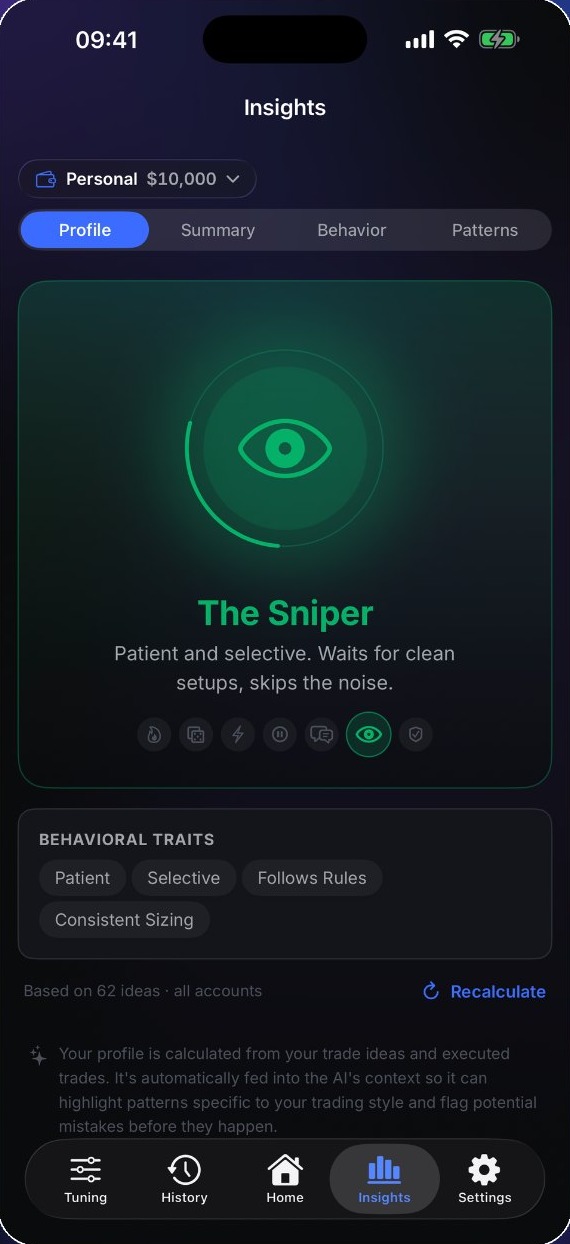 09:41
Insights
Personal $10,000
Profile Summary Behavior Patterns
The Sniper
Patient and selective. Waits for clean
setups, skips the noise.
BEHAVIORAL TRAITS
Patient Selective Follows Rules
Consistent Sizing
Based on 62 ideas · all accounts Recalculate
Your profile is calculated from your trade ideas and executed
trades. It's automatically fed into the AI's context so it can
highlight patterns specific to your trading style and flag potential
mistakes before they happen.
Tuning History Home Insights Settings